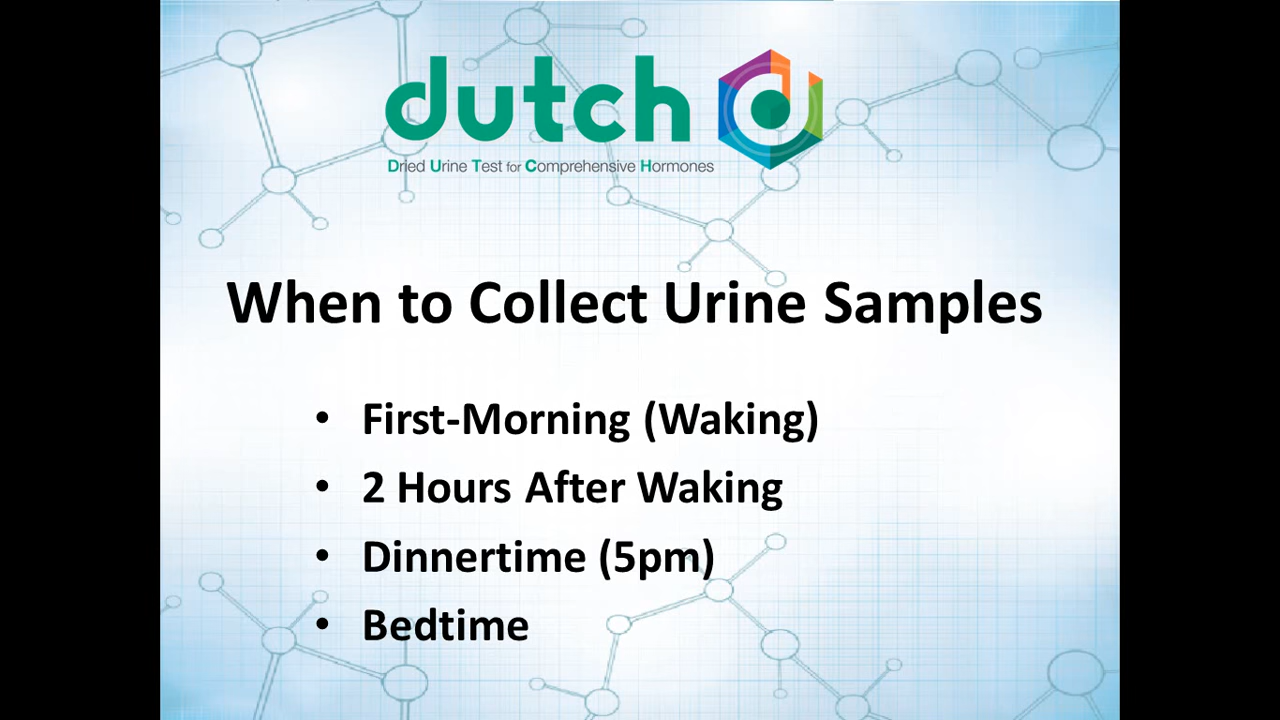 dutch
Dried Urine Test for Comprehensive Hormones
When to Collect Urine Samples
• First-Morning (Waking)
• 2 Hours After Waking
• Dinnertime (5pm)
• Bedtime